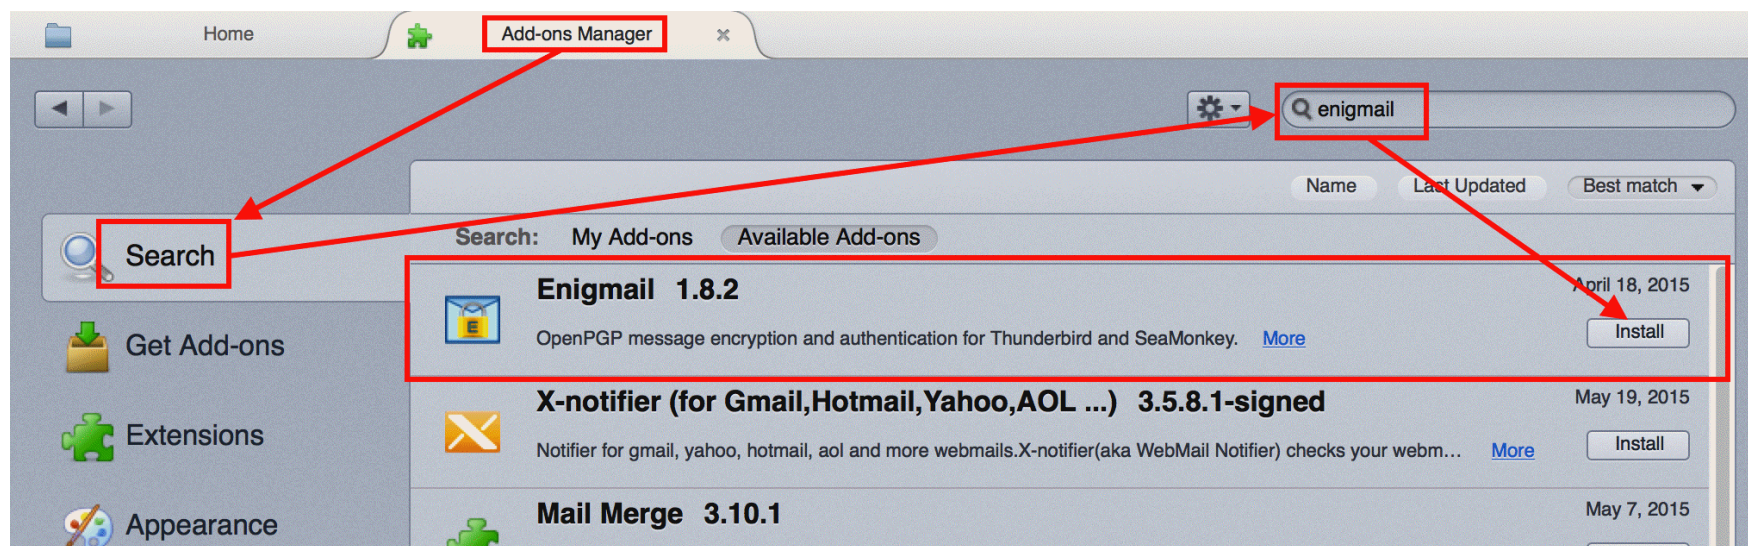 Home
Add-ons Manager
enigmail
Name
Last Updated
Best match
Search
Search: My Add-ons Available Add-ons
Enigmail 1.8.2
April 18, 2015
OpenPGP message encryption and authentication for Thunderbird and SeaMonkey. More
Install
Get Add-ons
X-notifier (for Gmail,Hotmail,Yahoo,AOL ...) 3.5.8.1-signed
May 19, 2015
Notifier for gmail, yahoo, hotmail, aol and more webmails.X-notifier(aka WebMail Notifier) checks your webm... More
Install
Extensions
Mail Merge 3.10.1
May 7, 2015
Appearance